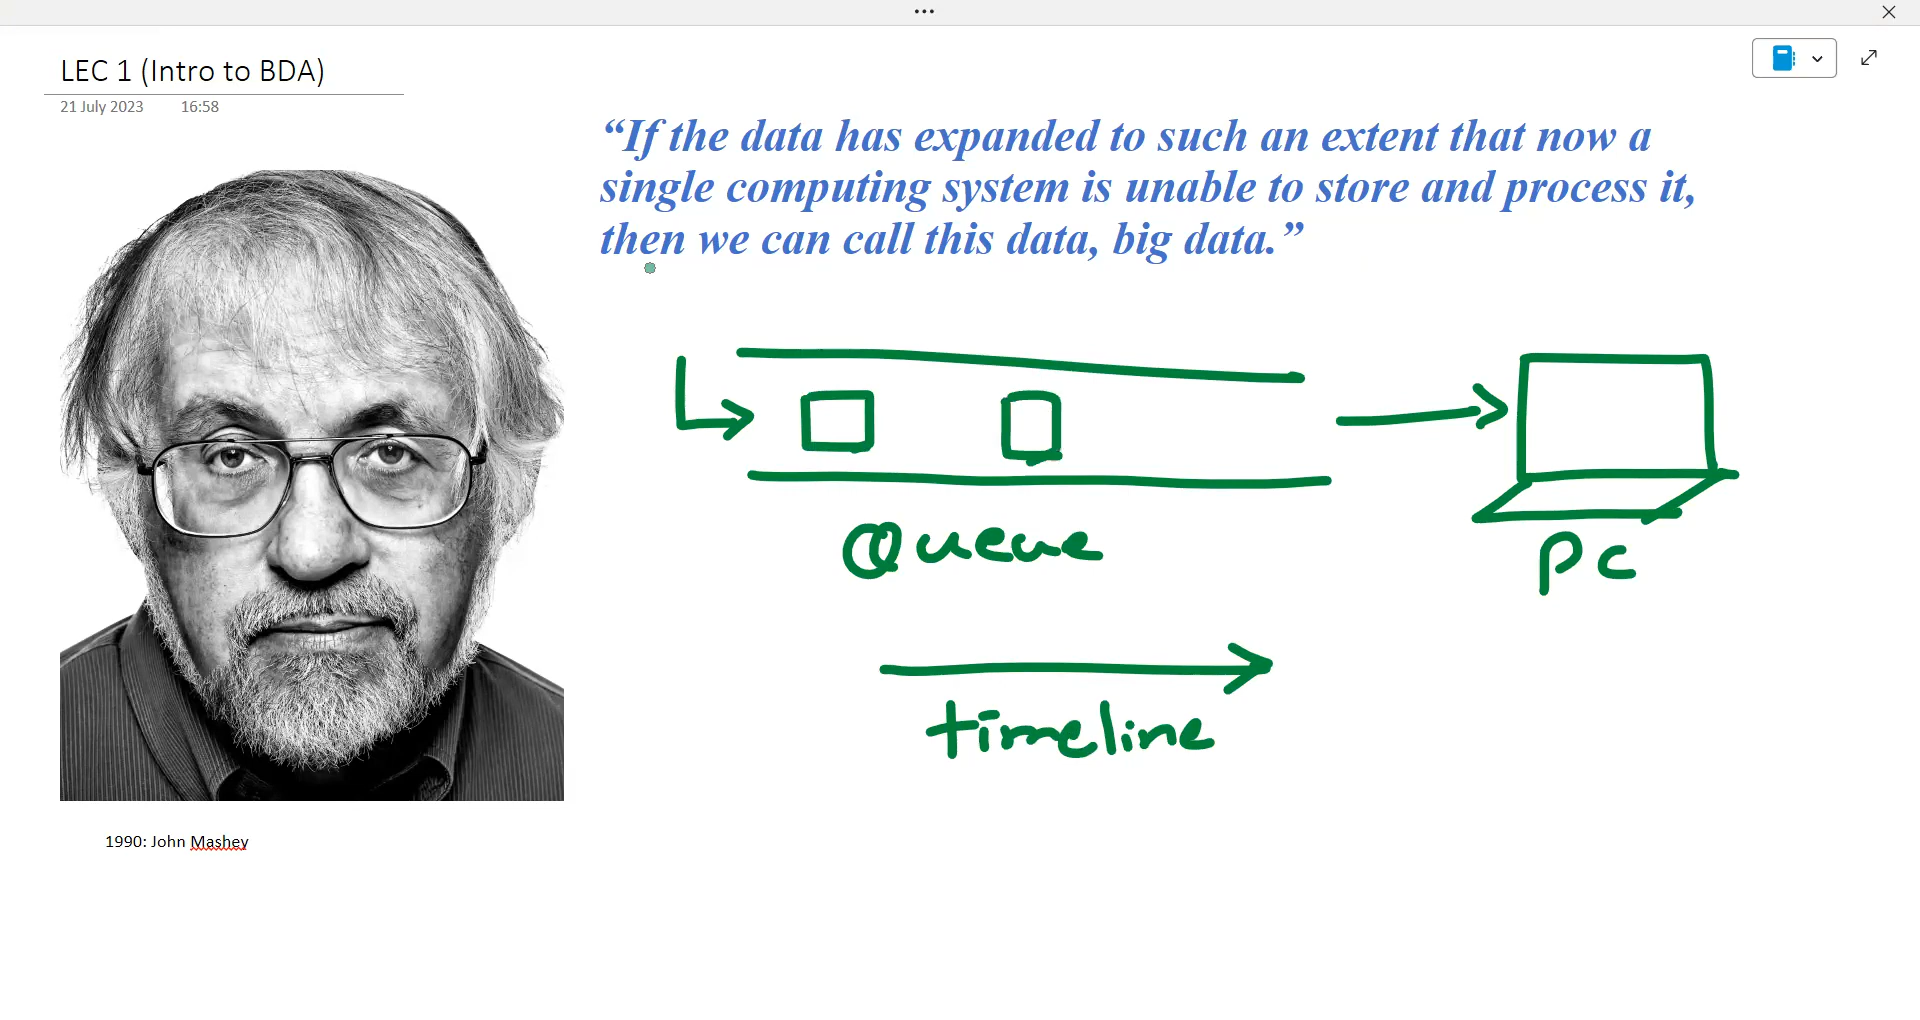 LEC 1 (Intro to BDA)
21 July 2023 16:58
“If the data has expanded to such an extent that now a
single computing system is unable to store and process it,
then we can call this data, big data.”
Queue
PC
timeline
1990: John Mashey